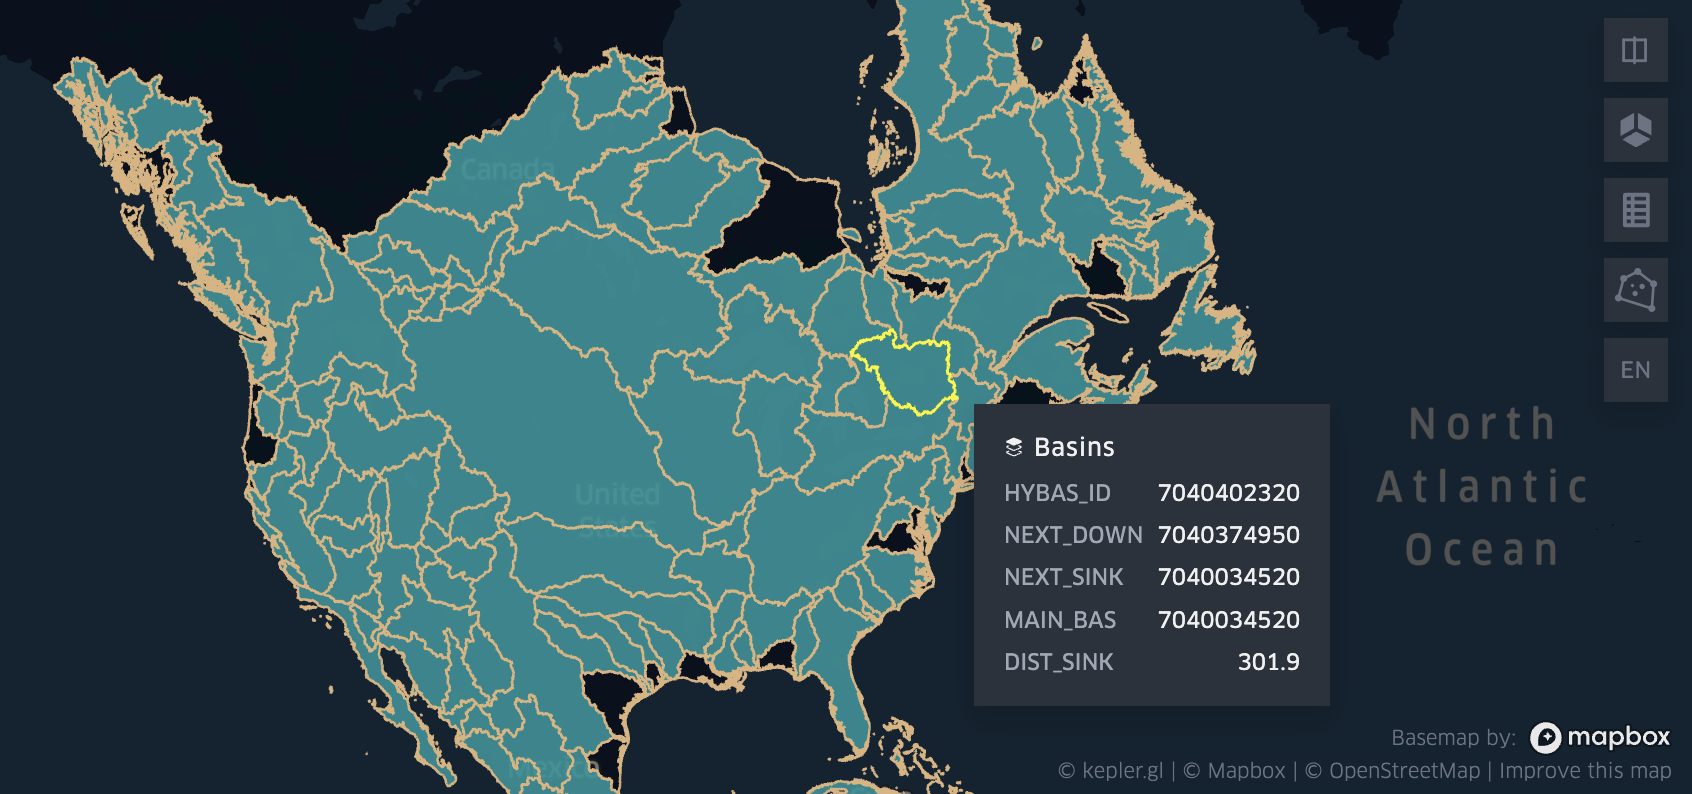 Canada
United
States
Mexico
EN
North
Atlantic
Ocean
Basins
HYBAS_ID 7040402320
NEXT_DOWN 7040374950
NEXT_SINK 7040034520
MAIN_BAS 7040034520
DIST_SINK 301.9
Basemap by: mapbox
© kepler.gl | © Mapbox | © OpenStreetMap | Improve this map